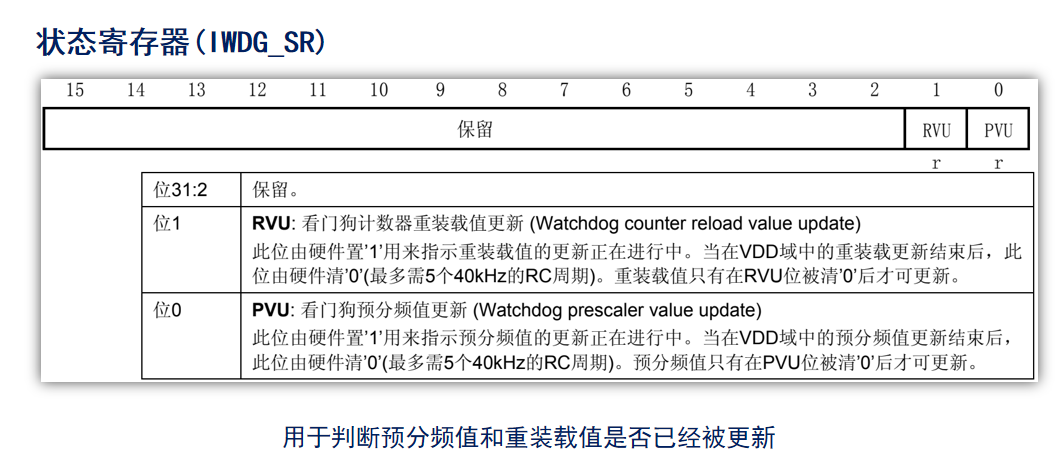 状态寄存器(IWDG_SR)
15 14 13 12 11 10 9 8 7 6 5 4 3 2 1 0
保留 RVU PVU
r r
位31:2 保留。
位1 RVU: 看门狗计数器重装载值更新 (Watchdog counter reload value update)
此位由硬件置'1'用来指示重装载值的更新正在进行中。当在VDD域中的重装载更新结束后，此
位由硬件清'0'(最多需5个40kHz的RC周期)。重装载值只有在RVU位被清'0'后才可更新。
位0 PVU: 看门狗预分频值更新 (Watchdog prescaler value update)
此位由硬件置'1'用来指示预分频值的更新正在进行中。当在VDD域中的预分频值更新结束后，
此位由硬件清'0'(最多需5个40kHz的RC周期)。预分频值只有在PVU位被清'0'后才可更新。
用于判断预分频值和重装载值是否已经被更新